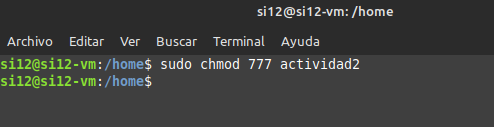 si12@si12-vm: /home
Archivo Editar Ver Buscar Terminal Ayuda
si12@si12-vm:/home$ sudo chmod 777 actividad2
si12@si12-vm:/home$